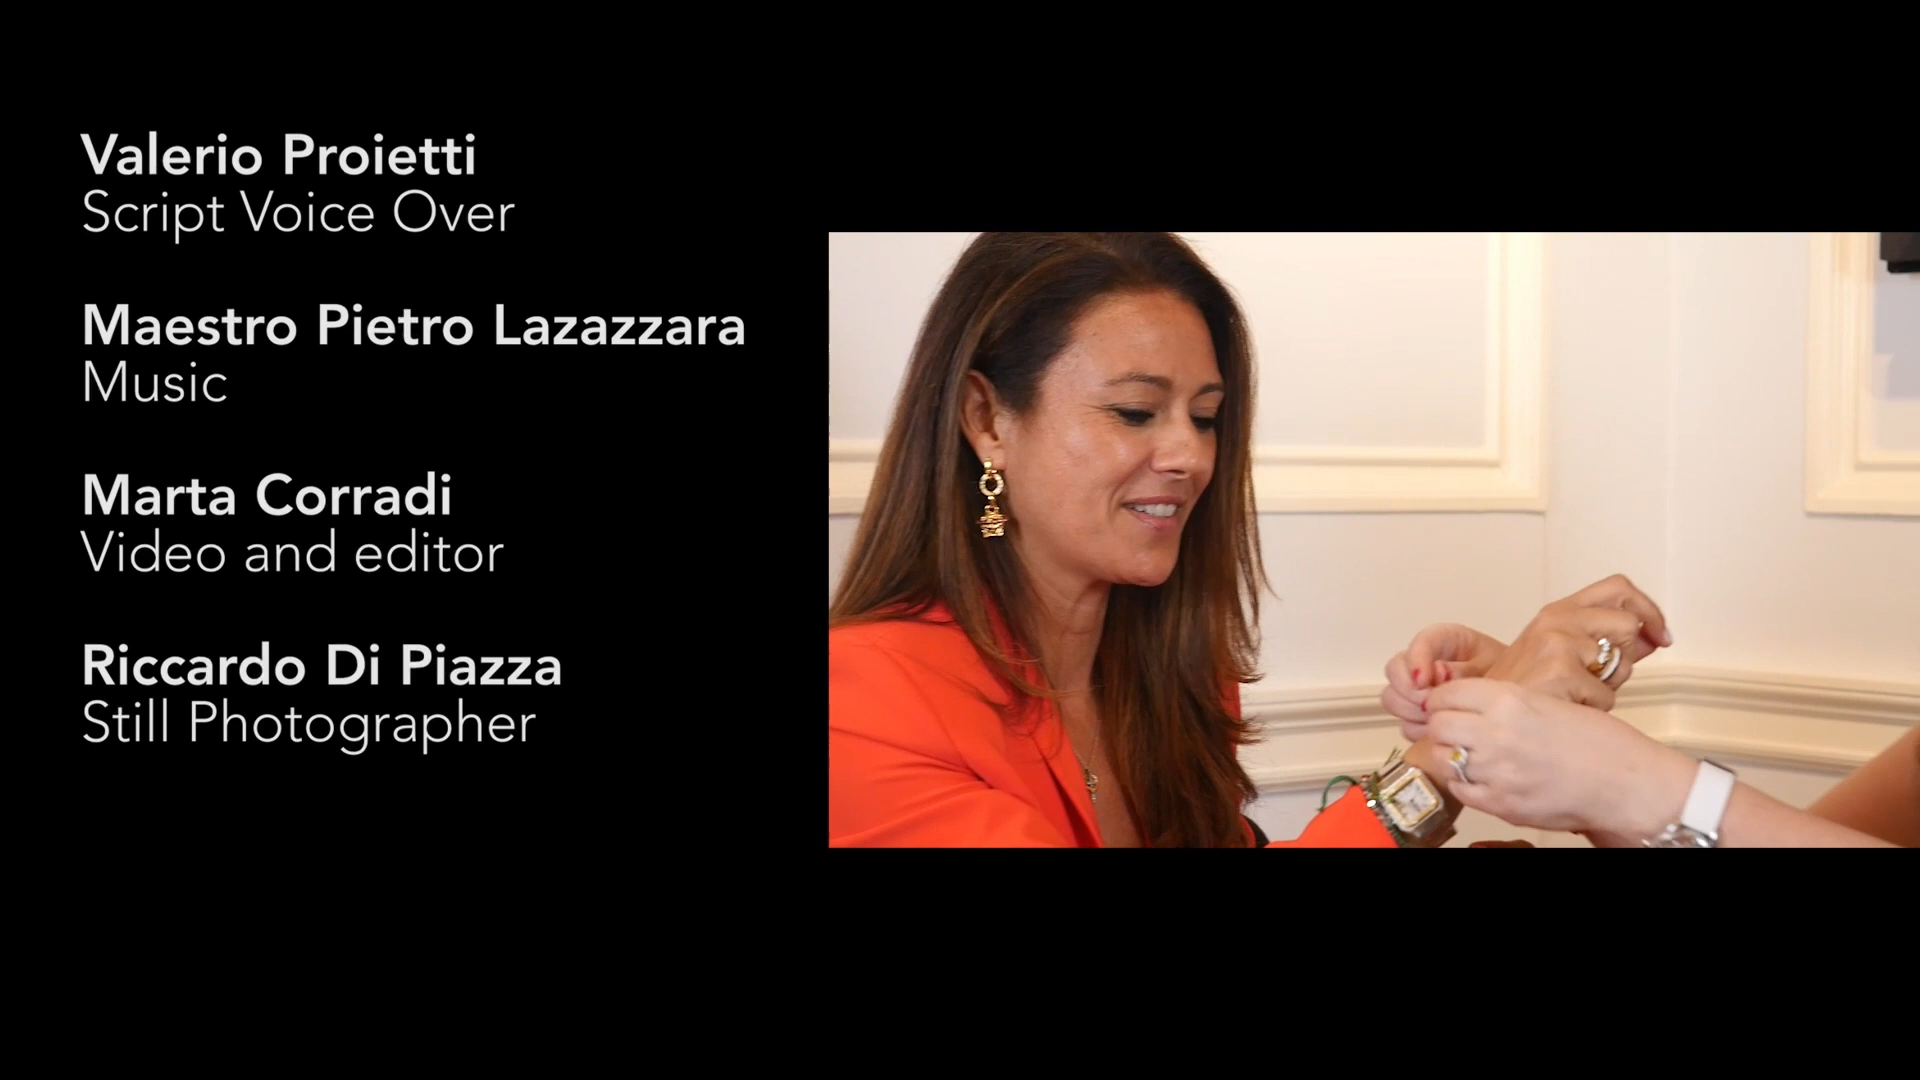 Valerio Proietti
Script Voice Over
Maestro Pietro Lazazzara
Music
Marta Corradi
Video and editor
Riccardo Di Piazza
Still Photographer